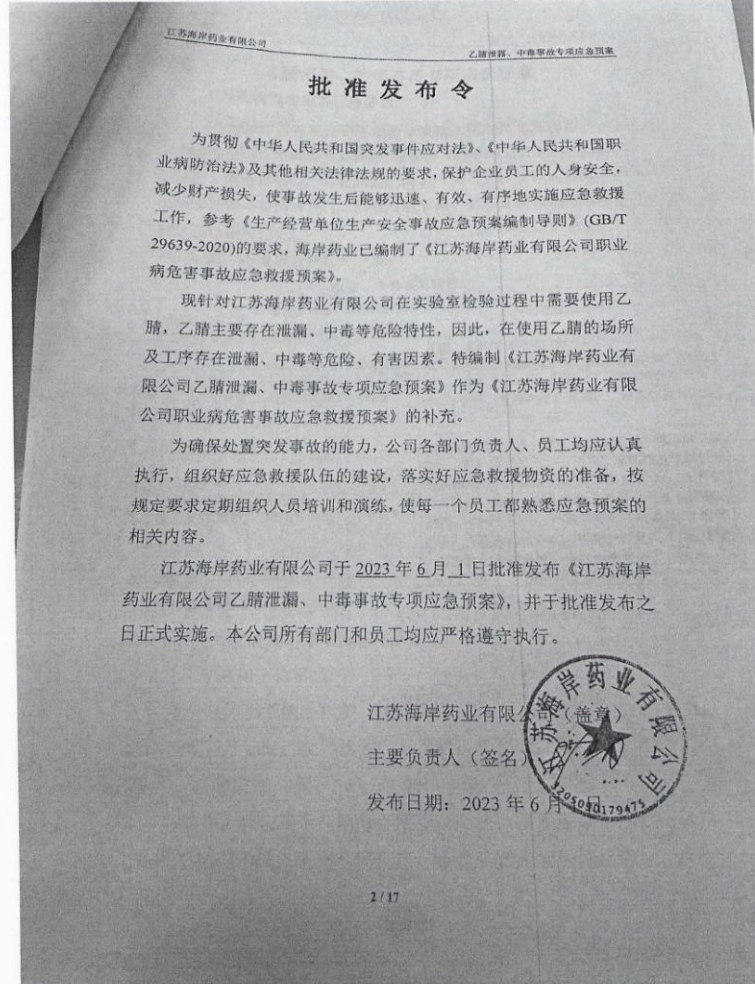 江苏海岸药业有限公司
乙腈泄露、中毒事故专项应急预案
批准发布令
为贯彻《中华人民共和国突发事件应对法》、《中华人民共和国职
业病防治法》及其他相关法律法规的要求,保护企业员工的人身安全,
减少财产损失,使事故发生后能够迅速、有效、有序地实施应急救援
工作,参考《生产经营单位生产安全事故应急预案编制导则》(GB/T
29639-2020)的要求,海岸药业已编制了《江苏海岸药业有限公司职业
病危害事故应急救援预案》。
现针对江苏海岸药业有限公司在实验室检验过程中需要使用乙
腈,乙腈主要存在泄漏、中毒等危险特性,因此,在使用乙腈的场所
及工序存在泄漏、中毒等危险、有害因素。特编制《江苏海岸药业有
限公司乙腈泄漏、中毒事故专项应急预案》作为《江苏海岸药业有限
公司职业病危害事故应急救援预案》的补充。
为确保处置突发事故的能力,公司各部门负责人、员工均应认真
执行,组织好应急救援队伍的建设,落实好应急救援物资的准备,按
规定要求定期组织人员培训和演练,使每一个员工都熟悉应急预案的
相关内容。
江苏海岸药业有限公司于 2023 年 6 月 1 日批准发布《江苏海岸
药业有限公司乙腈泄漏、中毒事故专项应急预案》,并于批准发布之
日正式实施。本公司所有部门和员工均应严格遵守执行。
江苏海岸药业有限公司(盖章)
主要负责人(签名)
发布日期:2023 年 6 月 1 日
江苏海岸药业有限公司
3205090179475
2 / 17